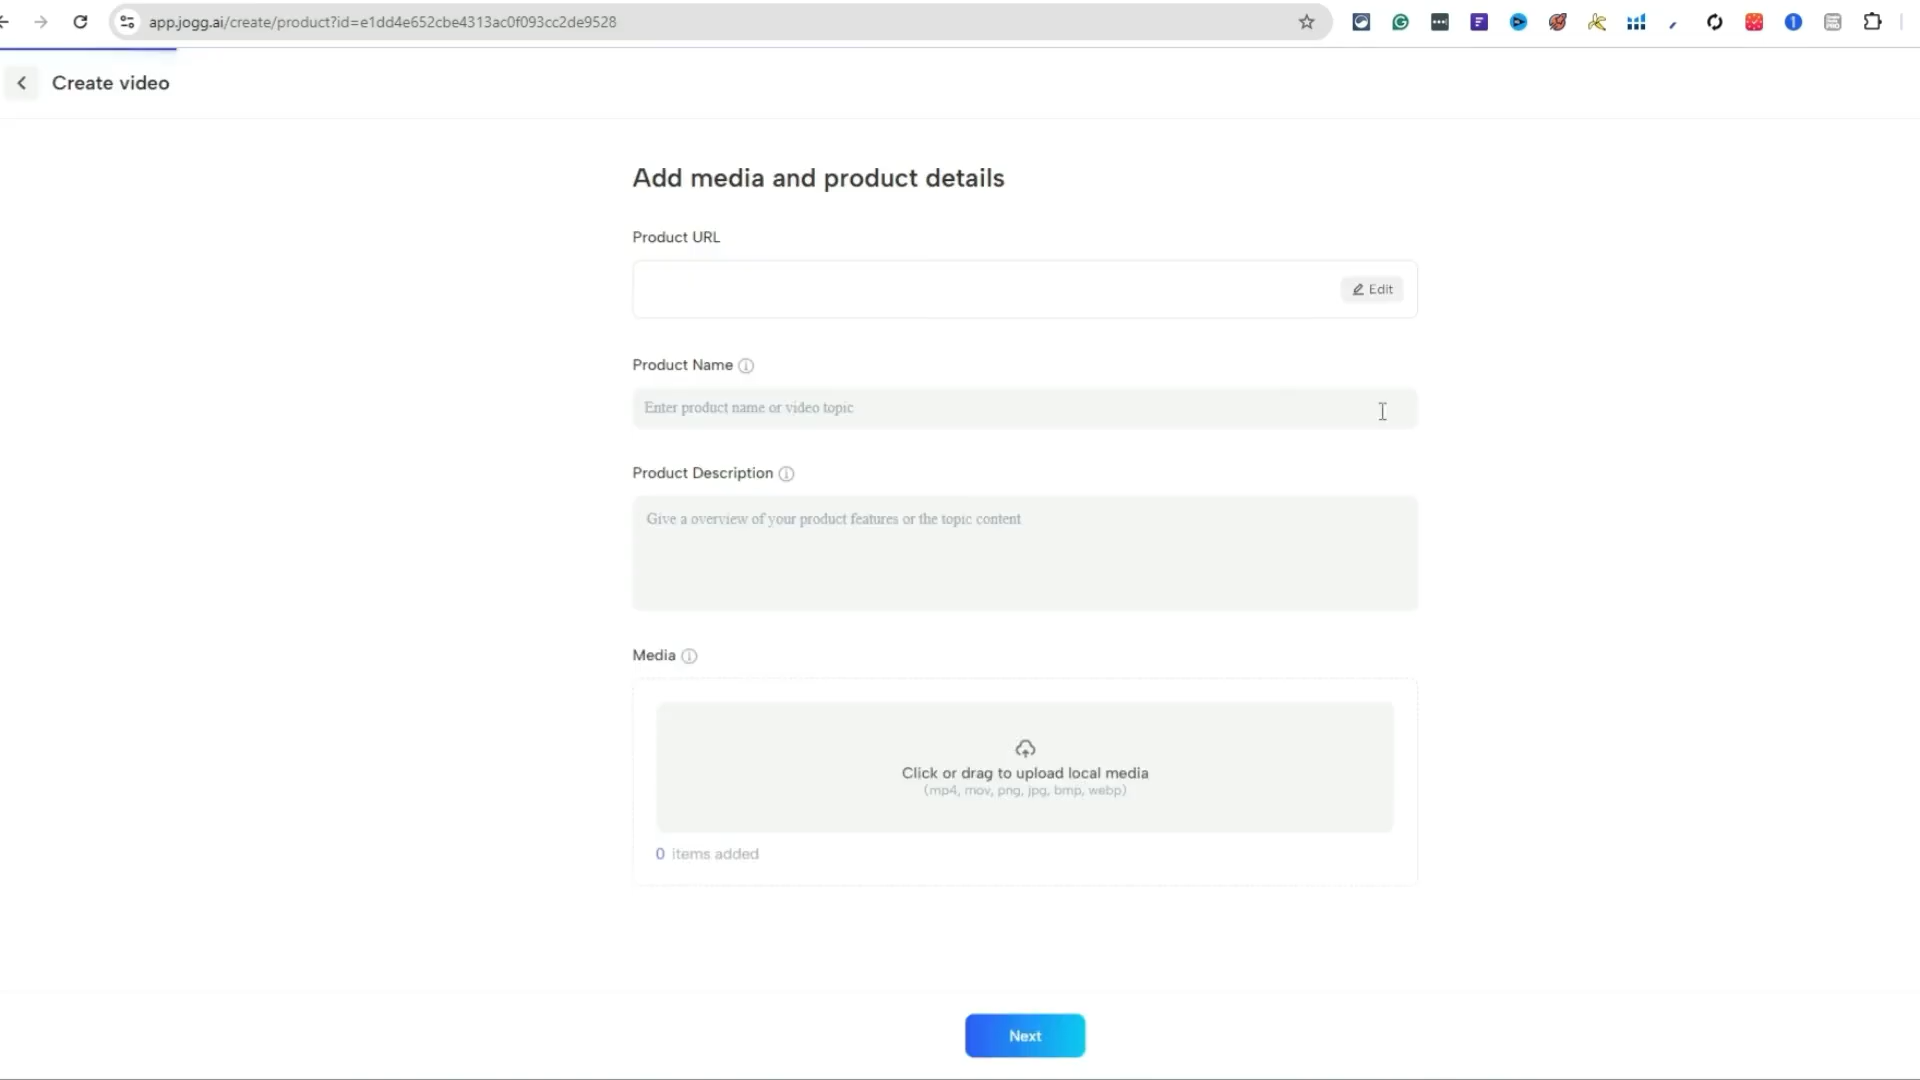 app.jogg.ai/create/product?id=e1dd4e652cbe4313ac0f093cc2de9528
Create video
Add media and product details
Product URL
Edit
Product Name
Enter product name or video topic
Product Description
Give a overview of your product features or the topic content
Media
Click or drag to upload local media
(mp4, mov, png, jpg, bmp, webp)
0 items added
Next